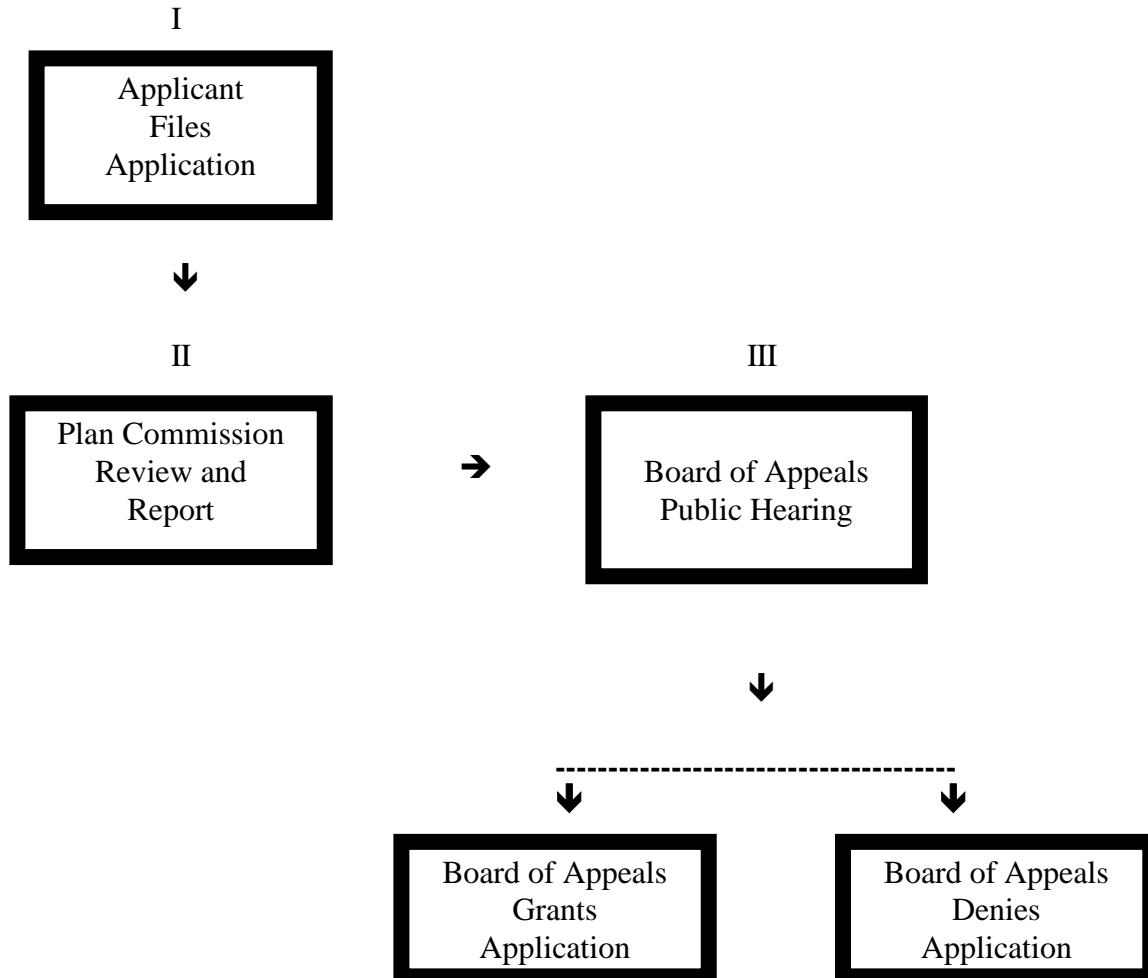 I
Applicant
Files
Application
II
Plan Commission
Review and
Report
III
Board of Appeals
Public Hearing
Board of Appeals
Grants
Application
Board of Appeals
Denies
Application